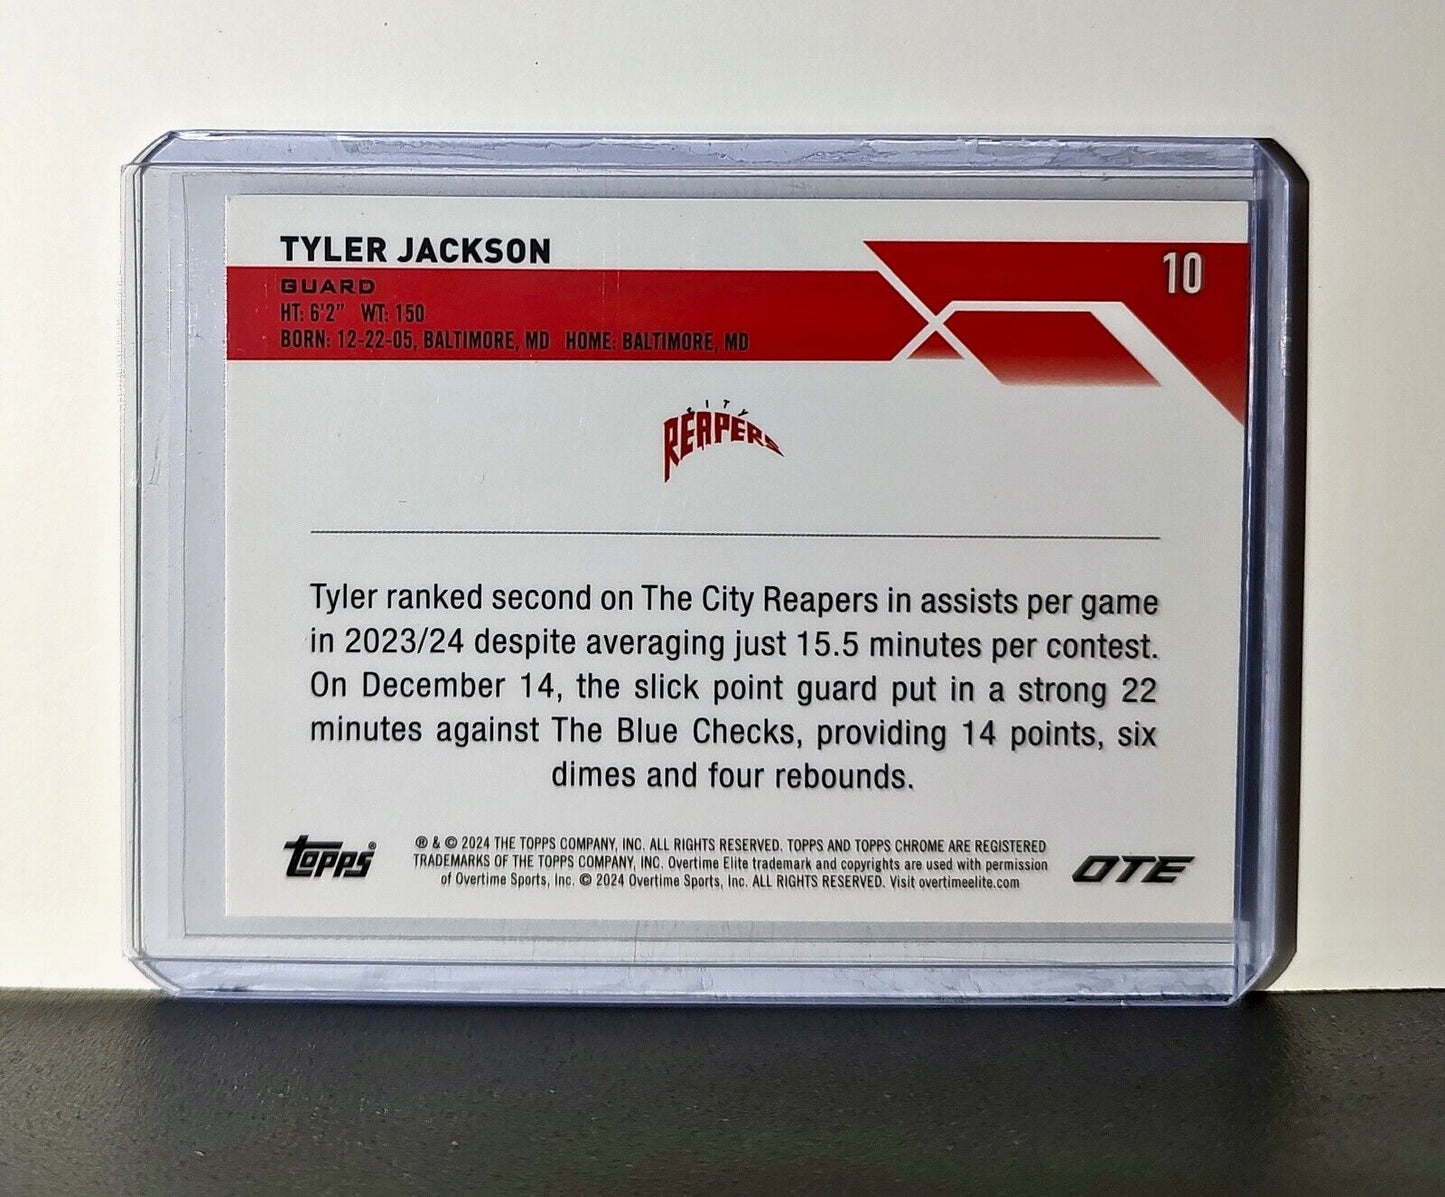 TYLER JACKSON
10
GUARD
HT: 6'2" WT: 150
BORN: 12-22-05, BALTIMORE, MD HOME: BALTIMORE, MD
CITY
REAPERS
Tyler ranked second on The City Reapers in assists per game
in 2023/24 despite averaging just 15.5 minutes per contest.
On December 14, the slick point guard put in a strong 22
minutes against The Blue Checks, providing 14 points, six
dimes and four rebounds.
topps®
® & © 2024 THE TOPPS COMPANY, INC. ALL RIGHTS RESERVED. TOPPS AND TOPPS CHROME ARE REGISTERED
TRADEMARKS OF THE TOPPS COMPANY, INC. Overtime Elite trademark and copyrights are used with permission
of Overtime Sports, Inc. © 2024 Overtime Sports, Inc. ALL RIGHTS RESERVED. Visit overtimeelite.com
OTE